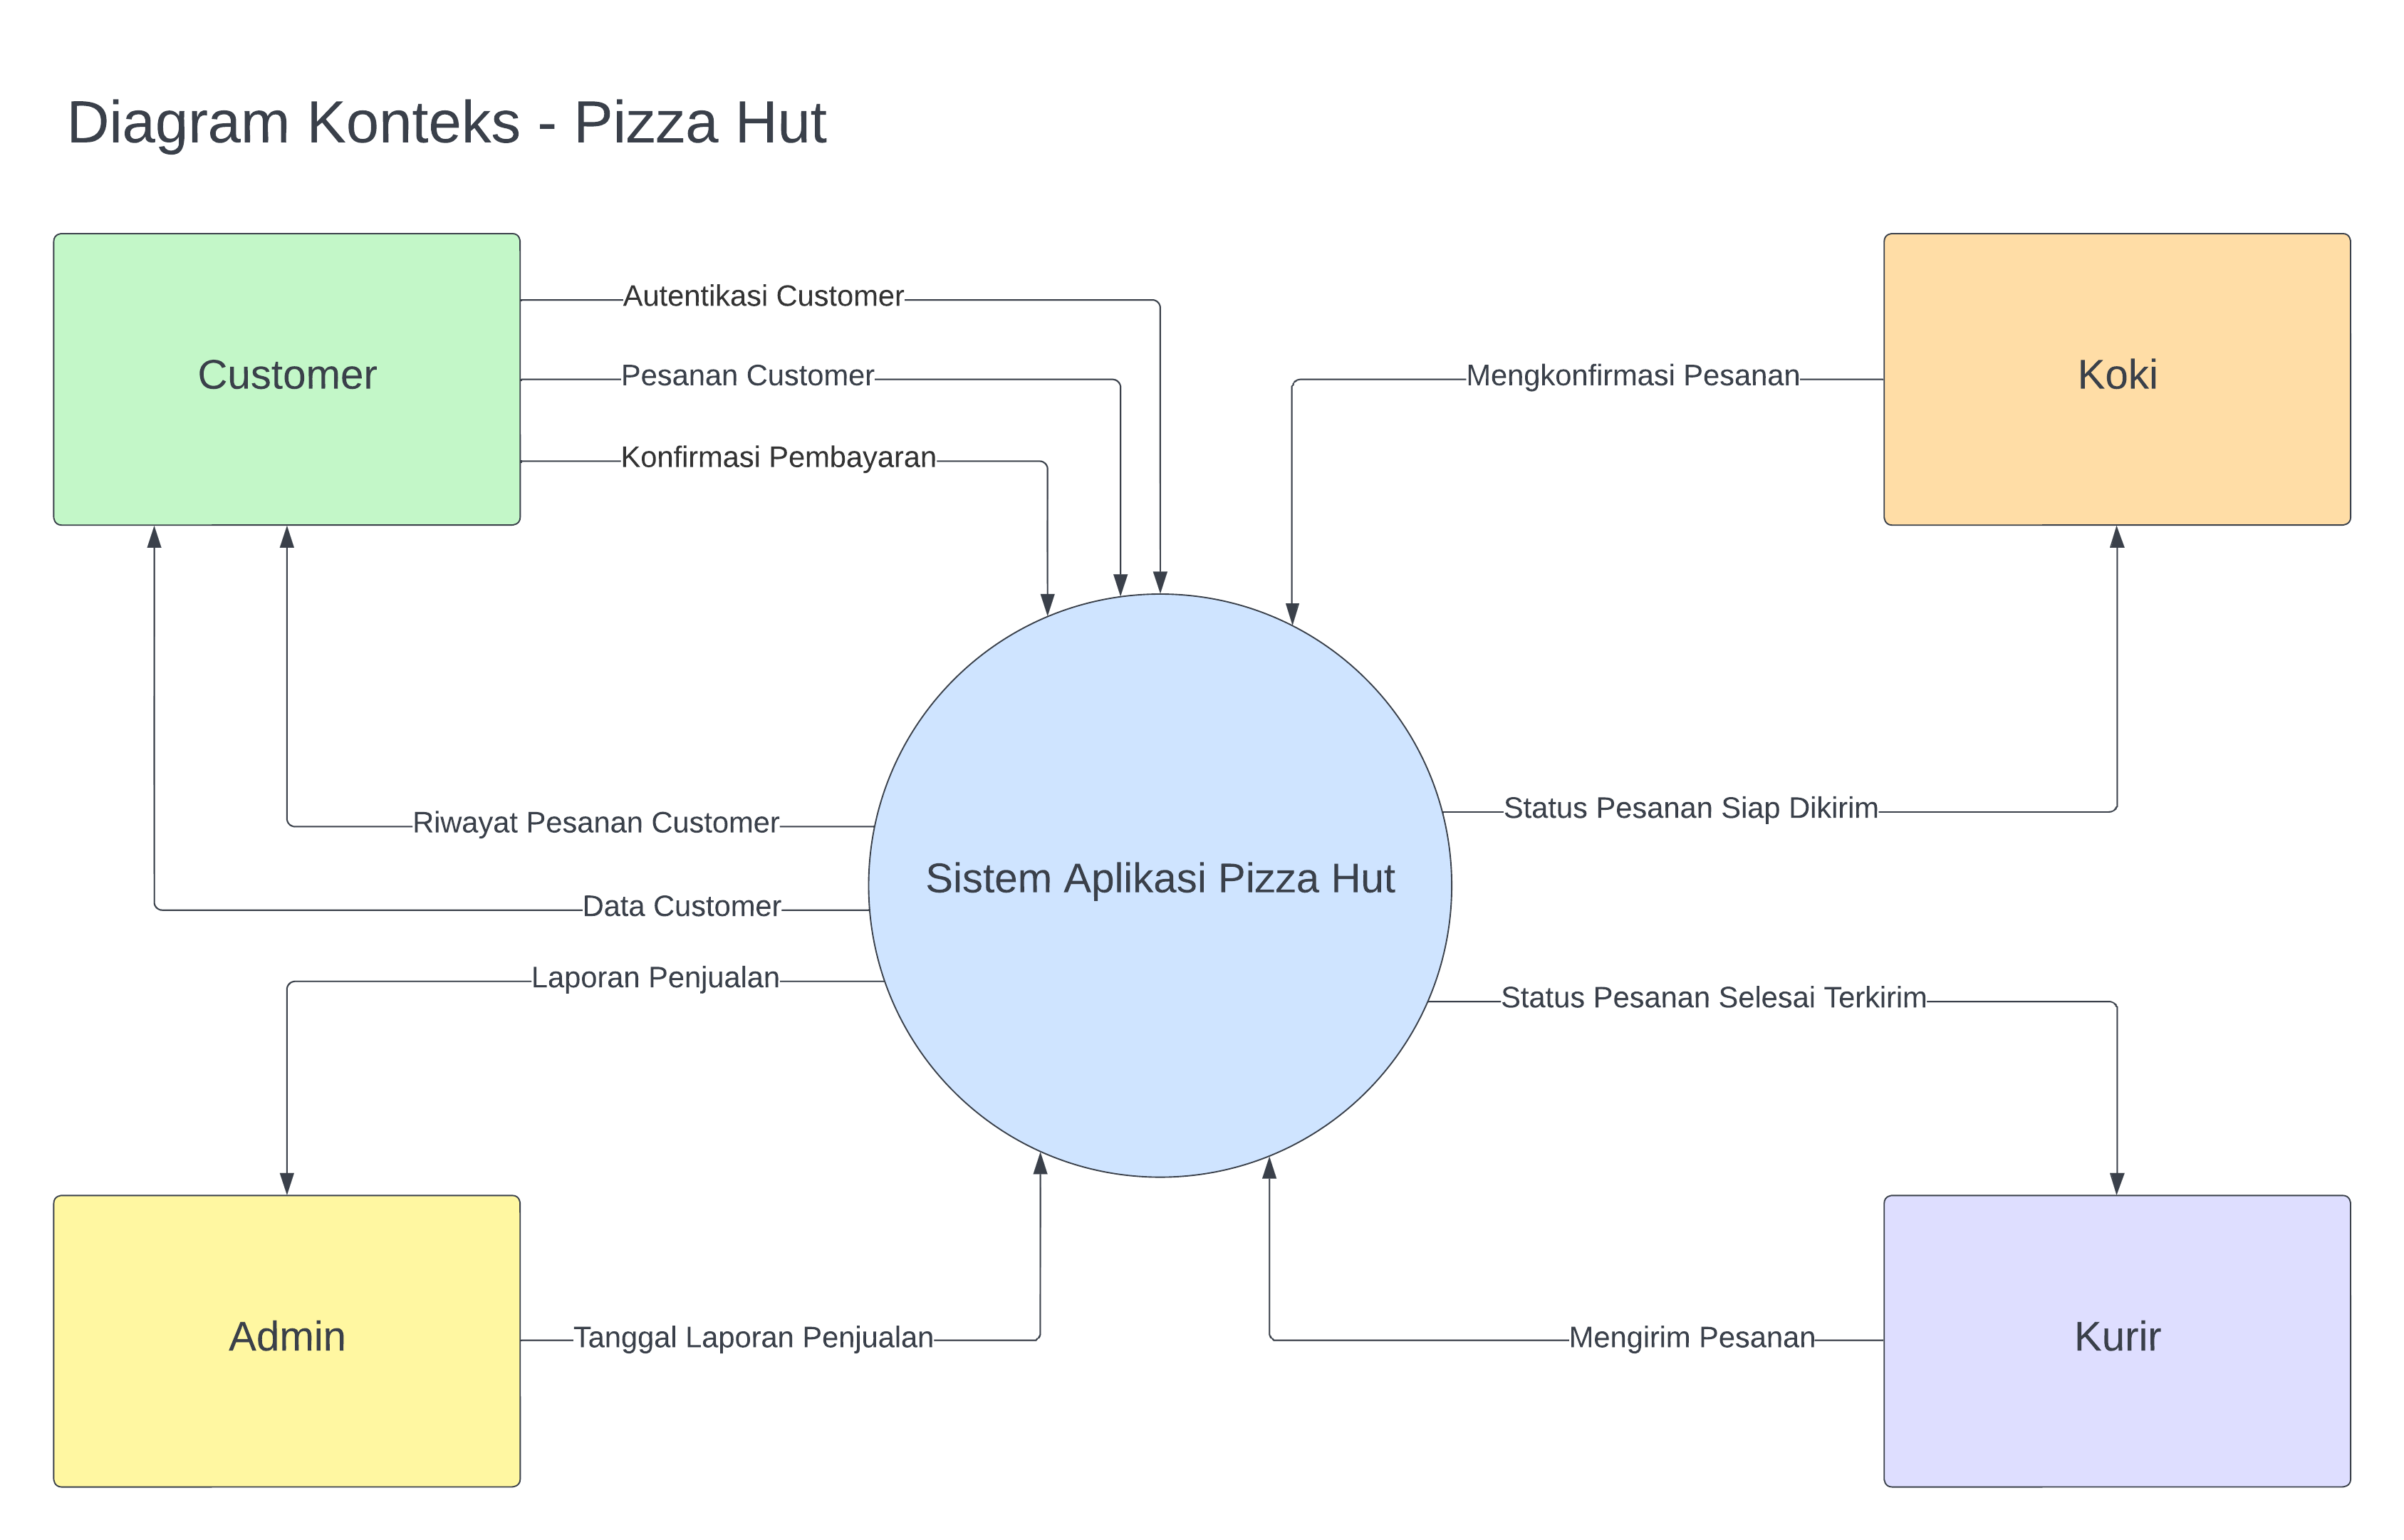 Diagram Konteks - Pizza Hut
Autentikasi Customer
Customer
Pesanan Customer
Mengkonfirmasi Pesanan
Koki
Konfirmasi Pembayaran
Status Pesanan Siap Dikirim
Riwayat Pesanan Customer
Sistem Aplikasi Pizza Hut
Data Customer
Laporan Penjualan
Status Pesanan Selesai Terkirim
Admin
Tanggal Laporan Penjualan
Mengirim Pesanan
Kurir